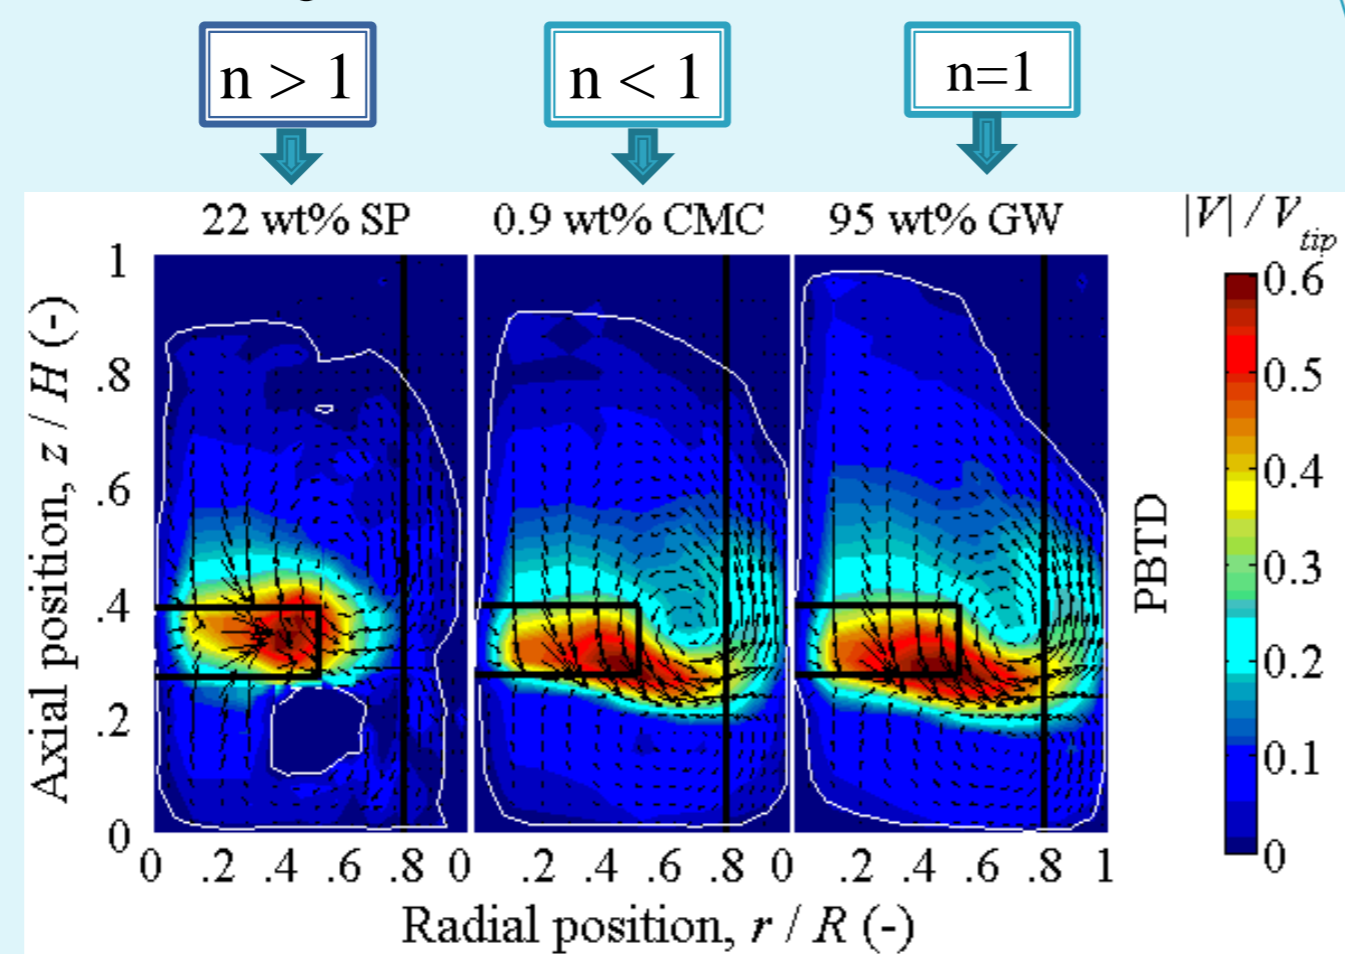 n > 1
n < 1
n=1
22 wt% SP
0.9 wt% CMC
95 wt% GW
|V| / V_tip
Axial position, z / H (-)
1
.8
.6
.4
.2
0
0 .2 .4 .6 .8 0
.2 .4 .6 .8 0
.2 .4 .6 .8 1
Radial position, r / R (-)
PBTD
0.6
0.5
0.4
0.3
0.2
0.1
0